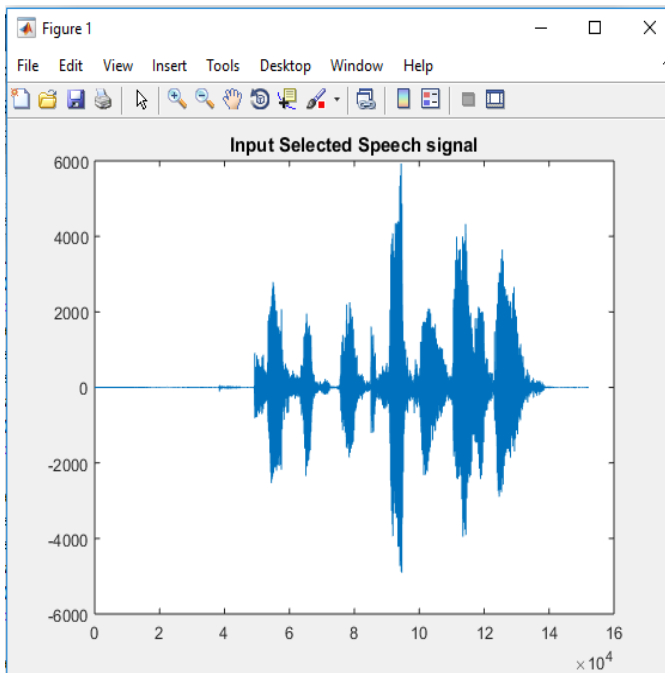 Figure 1
File Edit View Insert Tools Desktop Window Help
Input Selected Speech signal
6000
4000
2000
0
-2000
-4000
-6000
0 2 4 6 8 10 12 14 16
×10^4